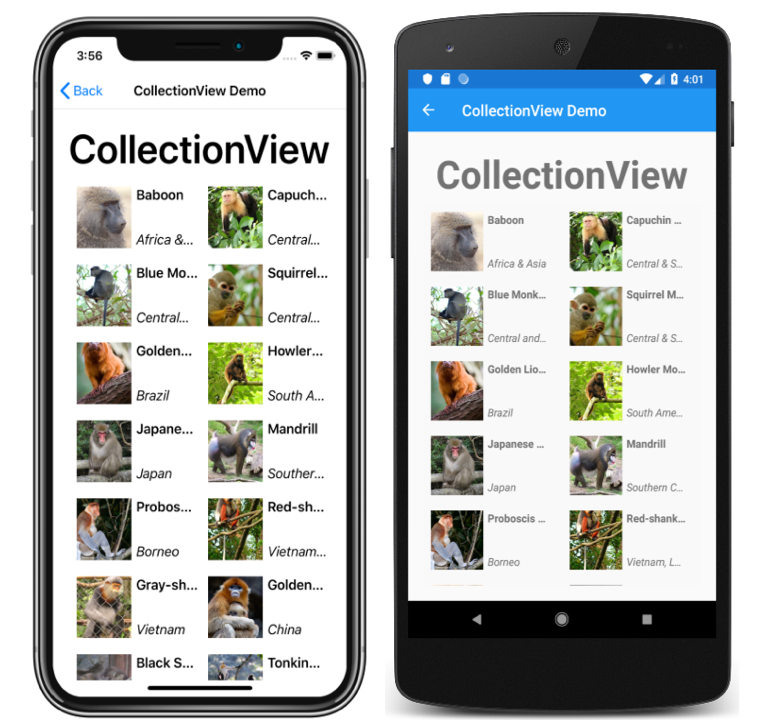 3:56
Back
CollectionView Demo
CollectionView
Baboon
Capuch...
Africa &...
Central...
Blue Mo...
Squirrel...
Central...
Central...
Golden...
Howler...
Brazil
South A...
Japane...
Mandrill
Japan
Souther...
Probos...
Red-sh...
Borneo
Vietnam...
Gray-sh...
Golden...
Vietnam
China
Black S...
Tonkin...
4:01
CollectionView Demo
CollectionView
Baboon
Capuchin ...
Africa & Asia
Central & S...
Blue Monk...
Squirrel M...
Central and...
Central & S...
Golden Lio...
Howler Mo...
Brazil
South Ame...
Japanese ...
Mandrill
Japan
Southern C...
Proboscis ...
Red-shank...
Borneo
Vietnam, L...